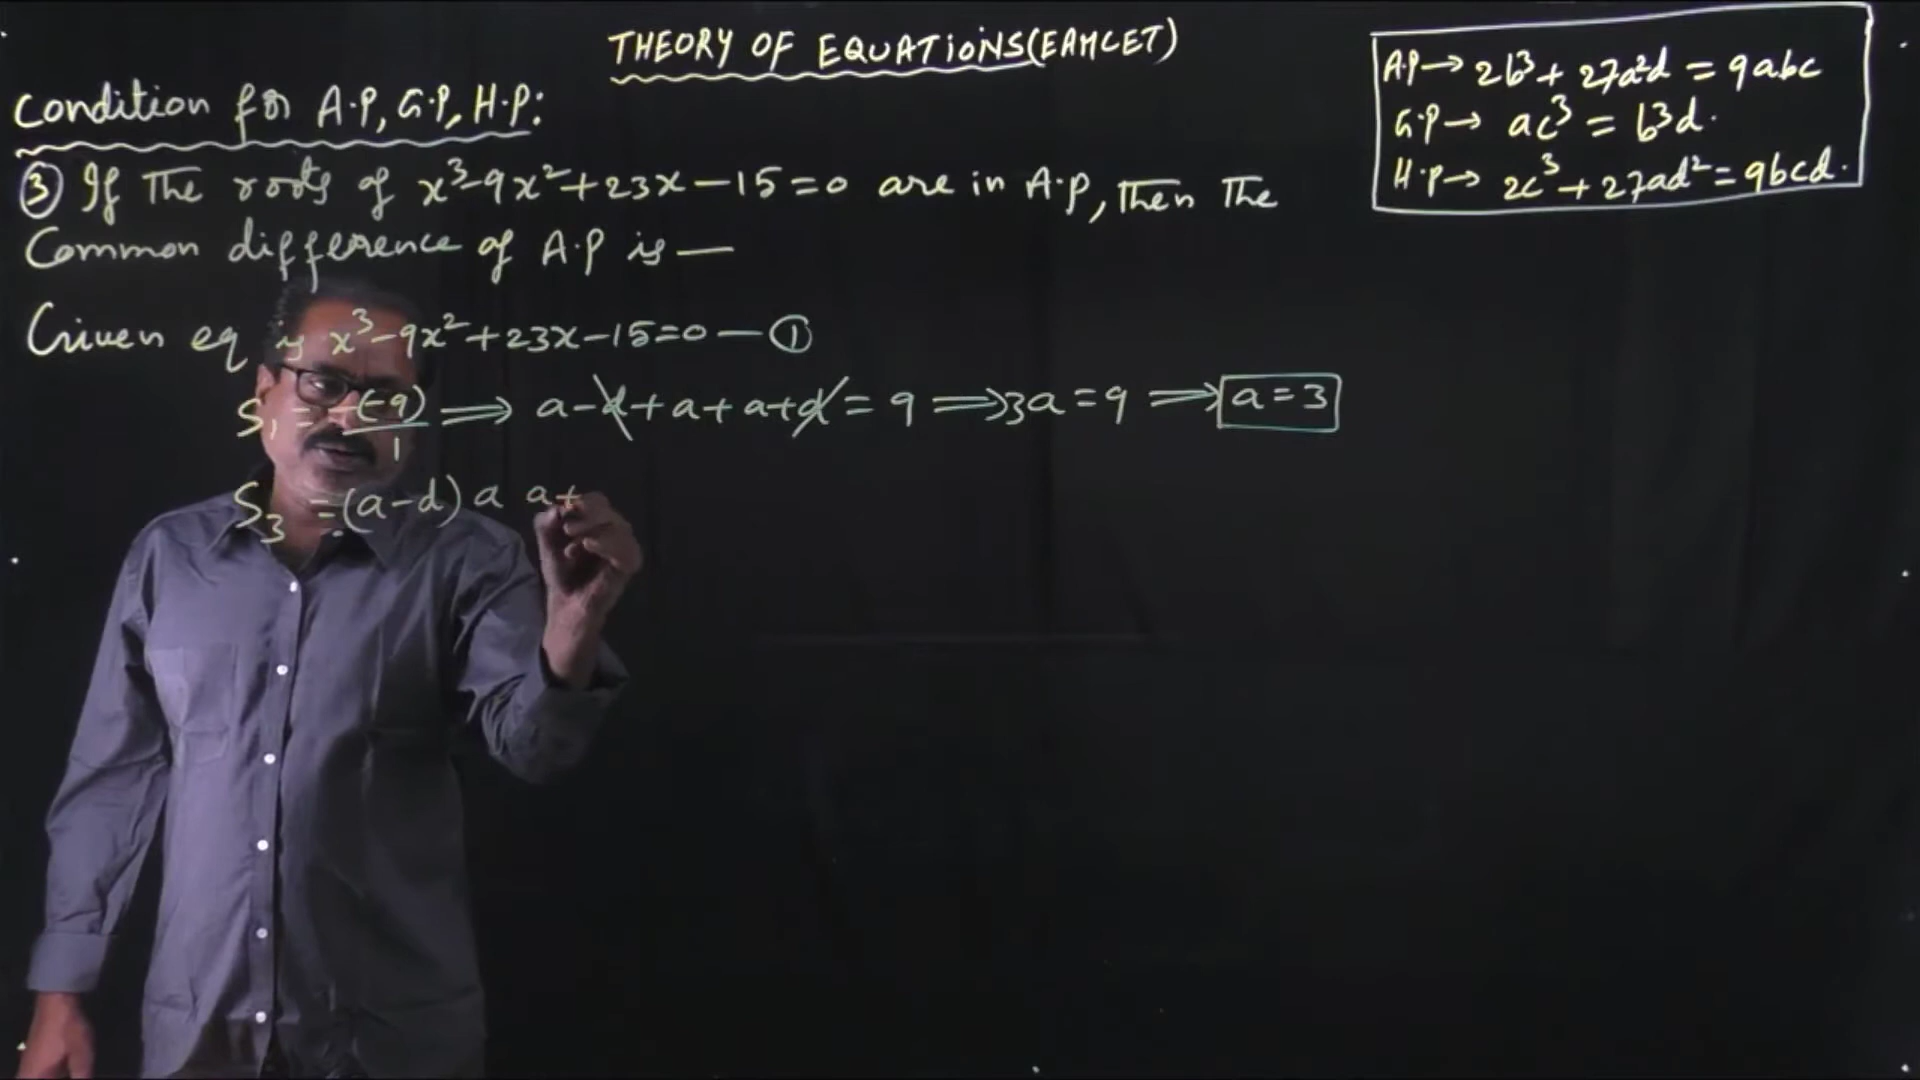 THEORY OF EQUATIONS(EAMCET)
Condition for A.P, G.P, H.P:
③ If The roots of x³-9x²+23x-15=0 are in A.P, Then The
Common difference of A.P is —
Given eq is x³-9x²+23x-15=0 — ①
S₁ = -(-9)/1 ⟹ a-d+a+a+d = 9 ⟹ 3a = 9 ⟹ a=3
S₃ = (a-d) a a+
A.P → 2b³ + 27a²d = 9abc
G.P → ac³ = b³d.
H.P → 2c³ + 27ad² = 9bcd.